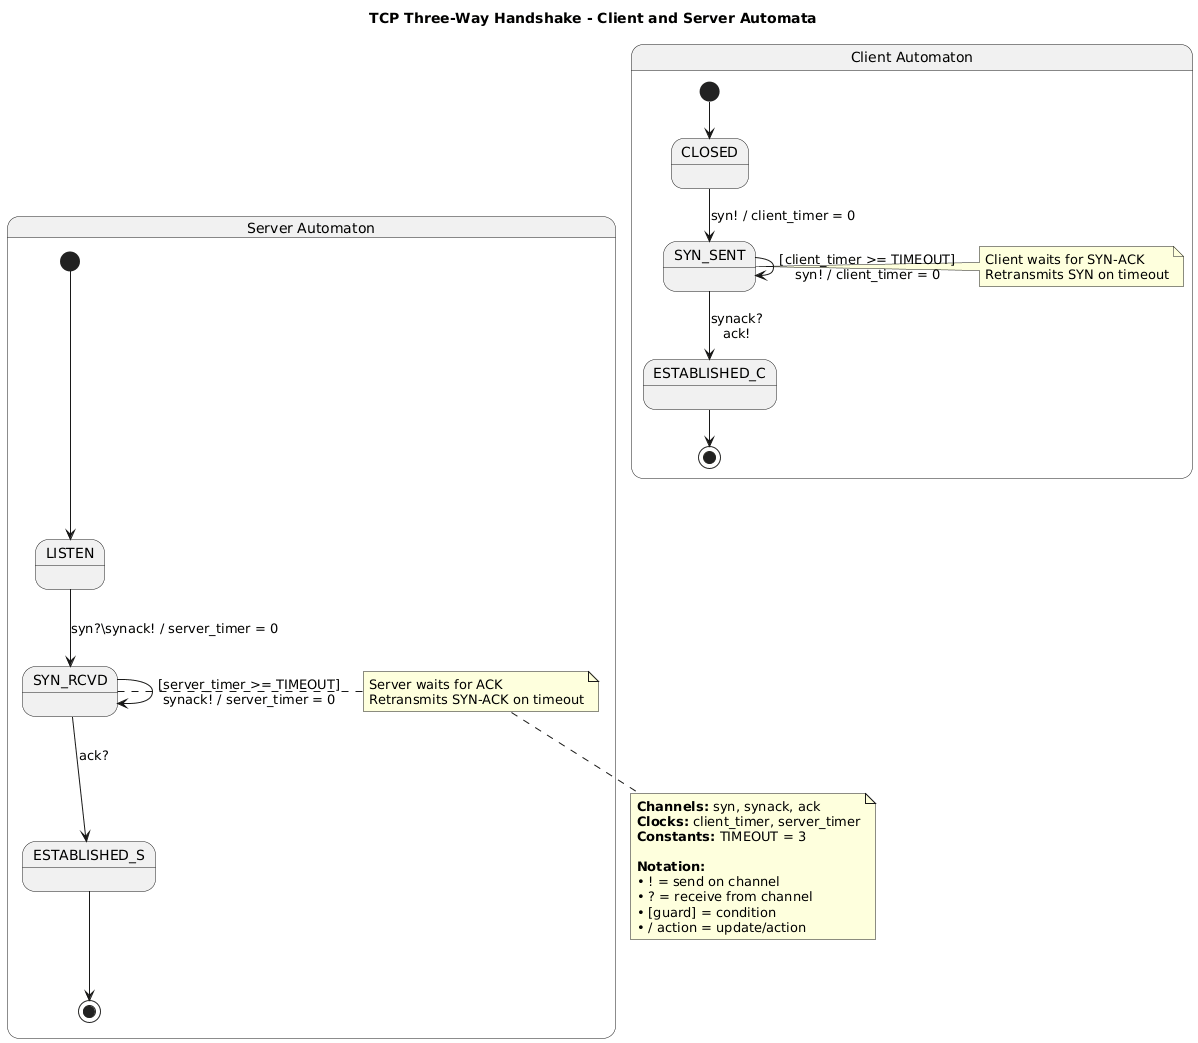 TCP Three-Way Handshake - Client and Server Automata
Client Automaton
CLOSED
syn! / client_timer = 0
SYN_SENT
[client_timer >= TIMEOUT]
syn! / client_timer = 0
Client waits for SYN-ACK
Retransmits SYN on timeout
synack?
ack!
ESTABLISHED_C
Server Automaton
LISTEN
syn?\synack! / server_timer = 0
SYN_RCVD
[server_timer >= TIMEOUT]
synack! / server_timer = 0
Server waits for ACK
Retransmits SYN-ACK on timeout
ack?
ESTABLISHED_S
Channels: syn, synack, ack
Clocks: client_timer, server_timer
Constants: TIMEOUT = 3
Notation:
• ! = send on channel
• ? = receive from channel
• [guard] = condition
• / action = update/action